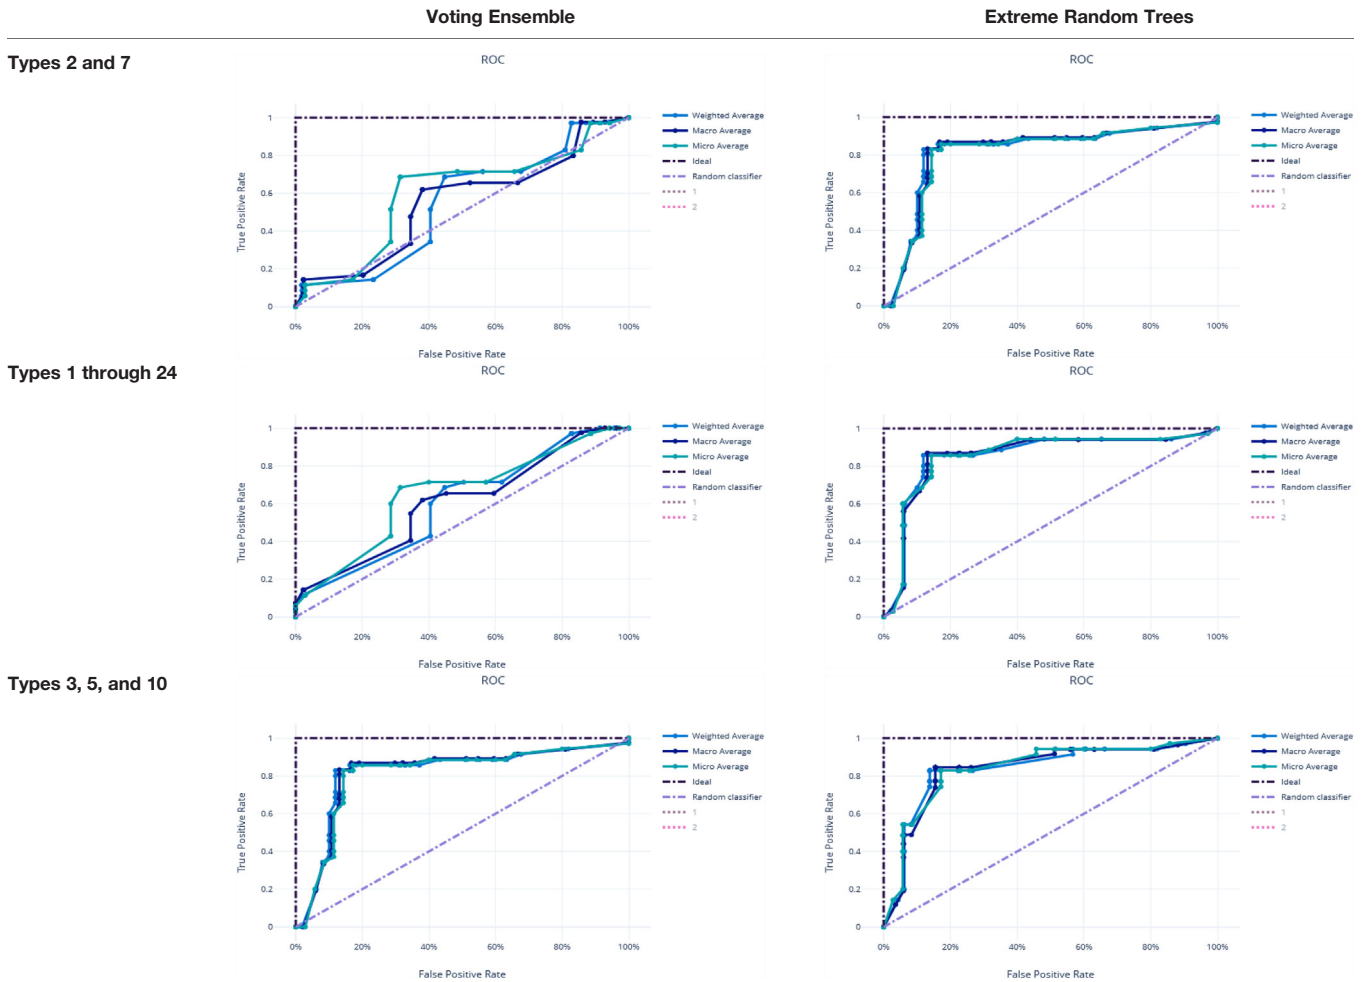 Voting Ensemble
Extreme Random Trees
Types 2 and 7
ROC
1
0.8
0.6
0.4
0.2
0
True Positive Rate
0%
20%
40%
60%
80%
100%
False Positive Rate
Weighted Average
Macro Average
Micro Average
Ideal
Random classifier
1
2
ROC
1
0.8
0.6
0.4
0.2
0
True Positive Rate
0%
20%
40%
60%
80%
100%
False Positive Rate
Weighted Average
Macro Average
Micro Average
Ideal
Random classifier
1
2
Types 1 through 24
ROC
1
0.8
0.6
0.4
0.2
0
True Positive Rate
0%
20%
40%
60%
80%
100%
False Positive Rate
Weighted Average
Macro Average
Micro Average
Ideal
Random classifier
1
2
ROC
1
0.8
0.6
0.4
0.2
0
True Positive Rate
0%
20%
40%
60%
80%
100%
False Positive Rate
Weighted Average
Macro Average
Micro Average
Ideal
Random classifier
1
2
Types 3, 5, and 10
ROC
1
0.8
0.6
0.4
0.2
0
True Positive Rate
0%
20%
40%
60%
80%
100%
False Positive Rate
Weighted Average
Macro Average
Micro Average
Ideal
Random classifier
1
2
ROC
1
0.8
0.6
0.4
0.2
0
True Positive Rate
0%
20%
40%
60%
80%
100%
False Positive Rate
Weighted Average
Macro Average
Micro Average
Ideal
Random classifier
1
2